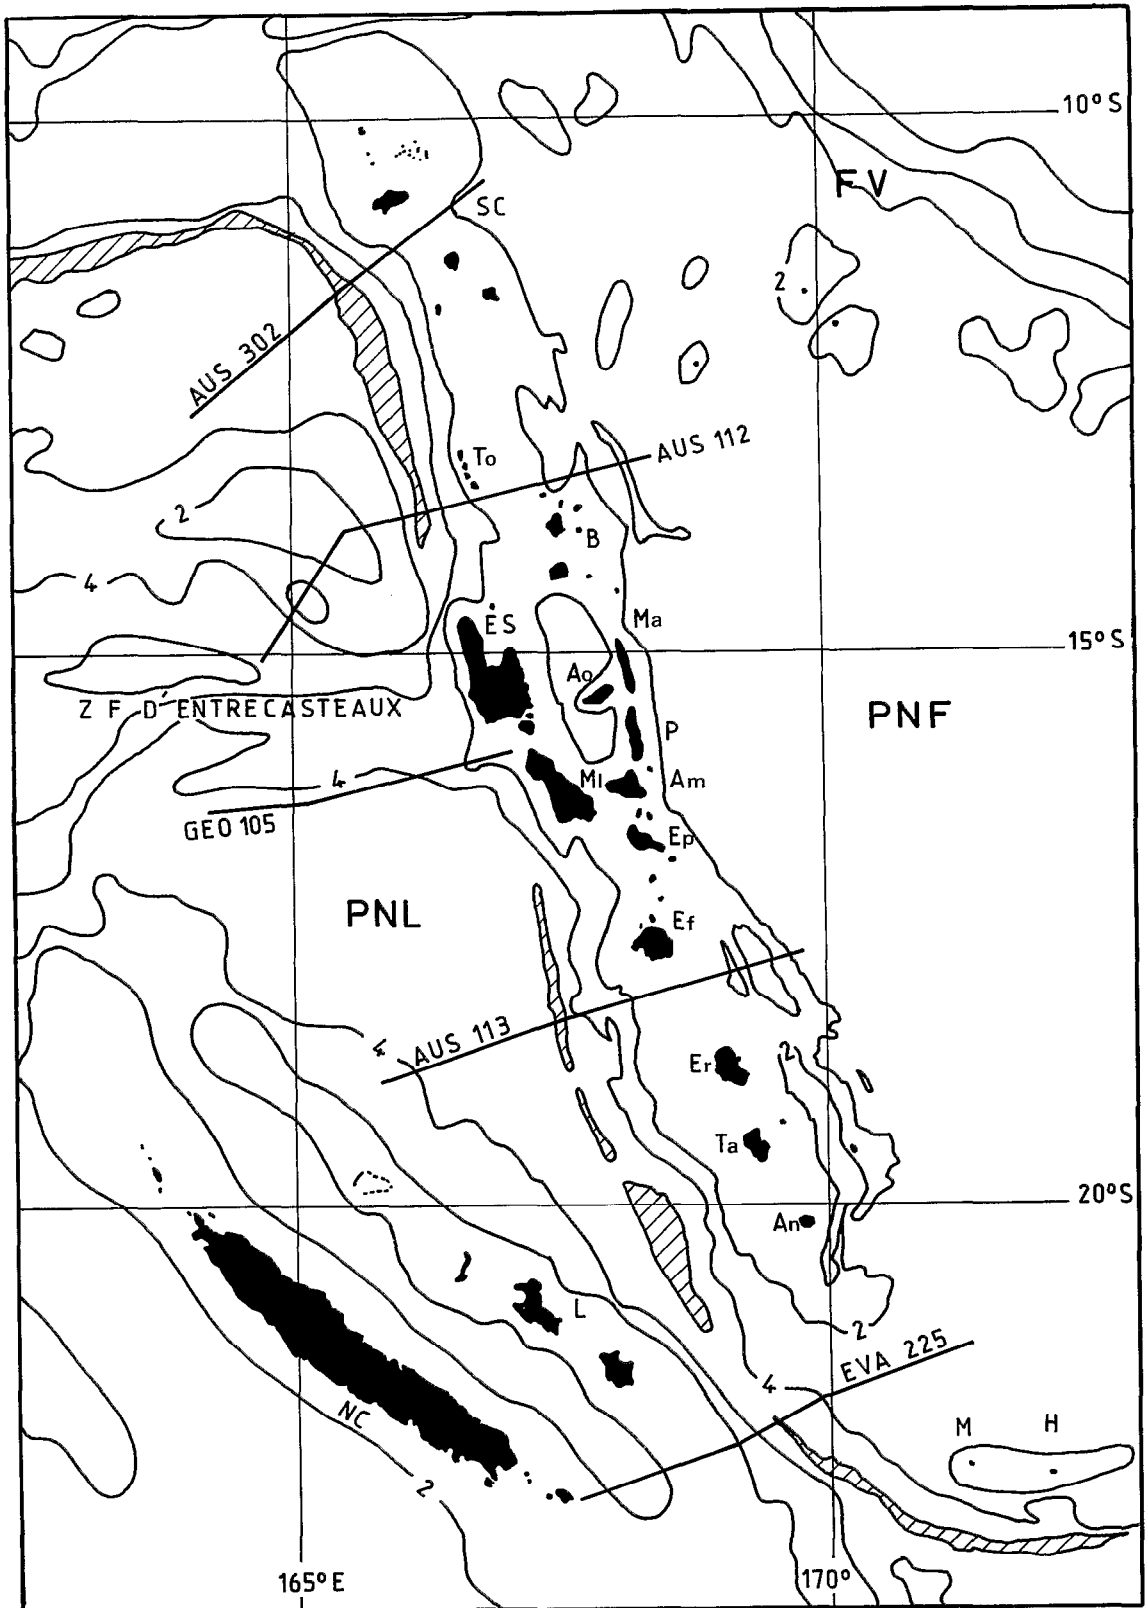 10° S
FV
SC
2
AUS 302
To
AUS 112
2
B
4
ES
Ma
15° S
Ao
Z F D'ENTRECASTEAUX
PNF
P
Ml
Am
4
GEO 105
Ep
PNL
Ef
4
AUS 113
Er
2
Ta
20° S
An
L
2
EVA 225
4
NC
M
H
2
165° E
170°